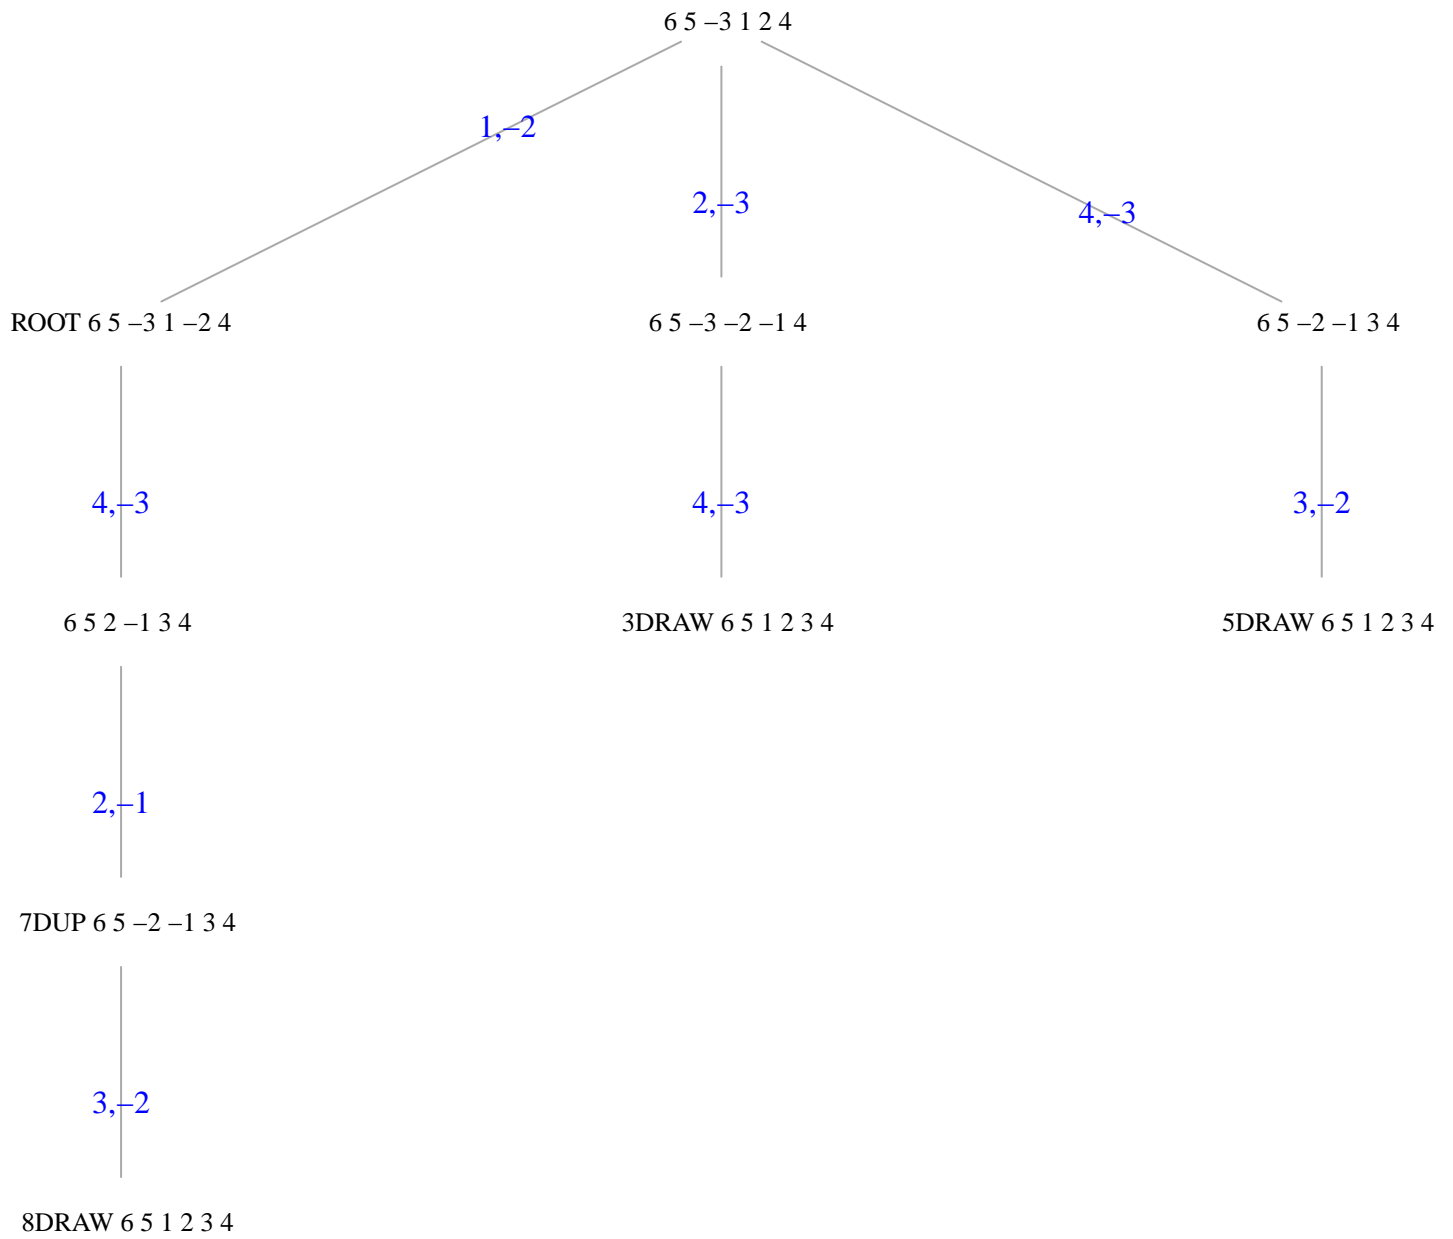 6 5 –3 1 2 4
1,–2
2,–3
4,–3
ROOT 6 5 –3 1 –2 4
6 5 –3 –2 –1 4
6 5 –2 –1 3 4
4,–3
4,–3
3,–2
6 5 2 –1 3 4
3DRAW 6 5 1 2 3 4
5DRAW 6 5 1 2 3 4
2,–1
7DUP 6 5 –2 –1 3 4
3,–2
8DRAW 6 5 1 2 3 4